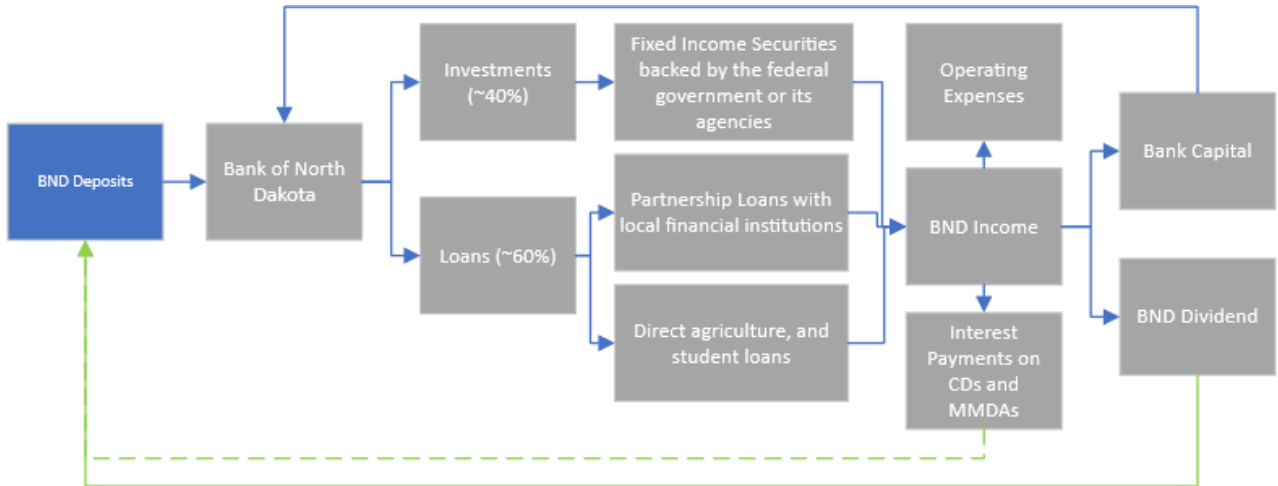 BND Deposits
Bank of North
Dakota
Investments
(~40%)
Loans (~60%)
Fixed Income Securities
backed by the federal
government or its
agencies
Partnership Loans with
local financial institutions
Direct agriculture, and
student loans
Operating
Expenses
BND Income
Interest
Payments on
CDs and
MMDAs
Bank Capital
BND Dividend